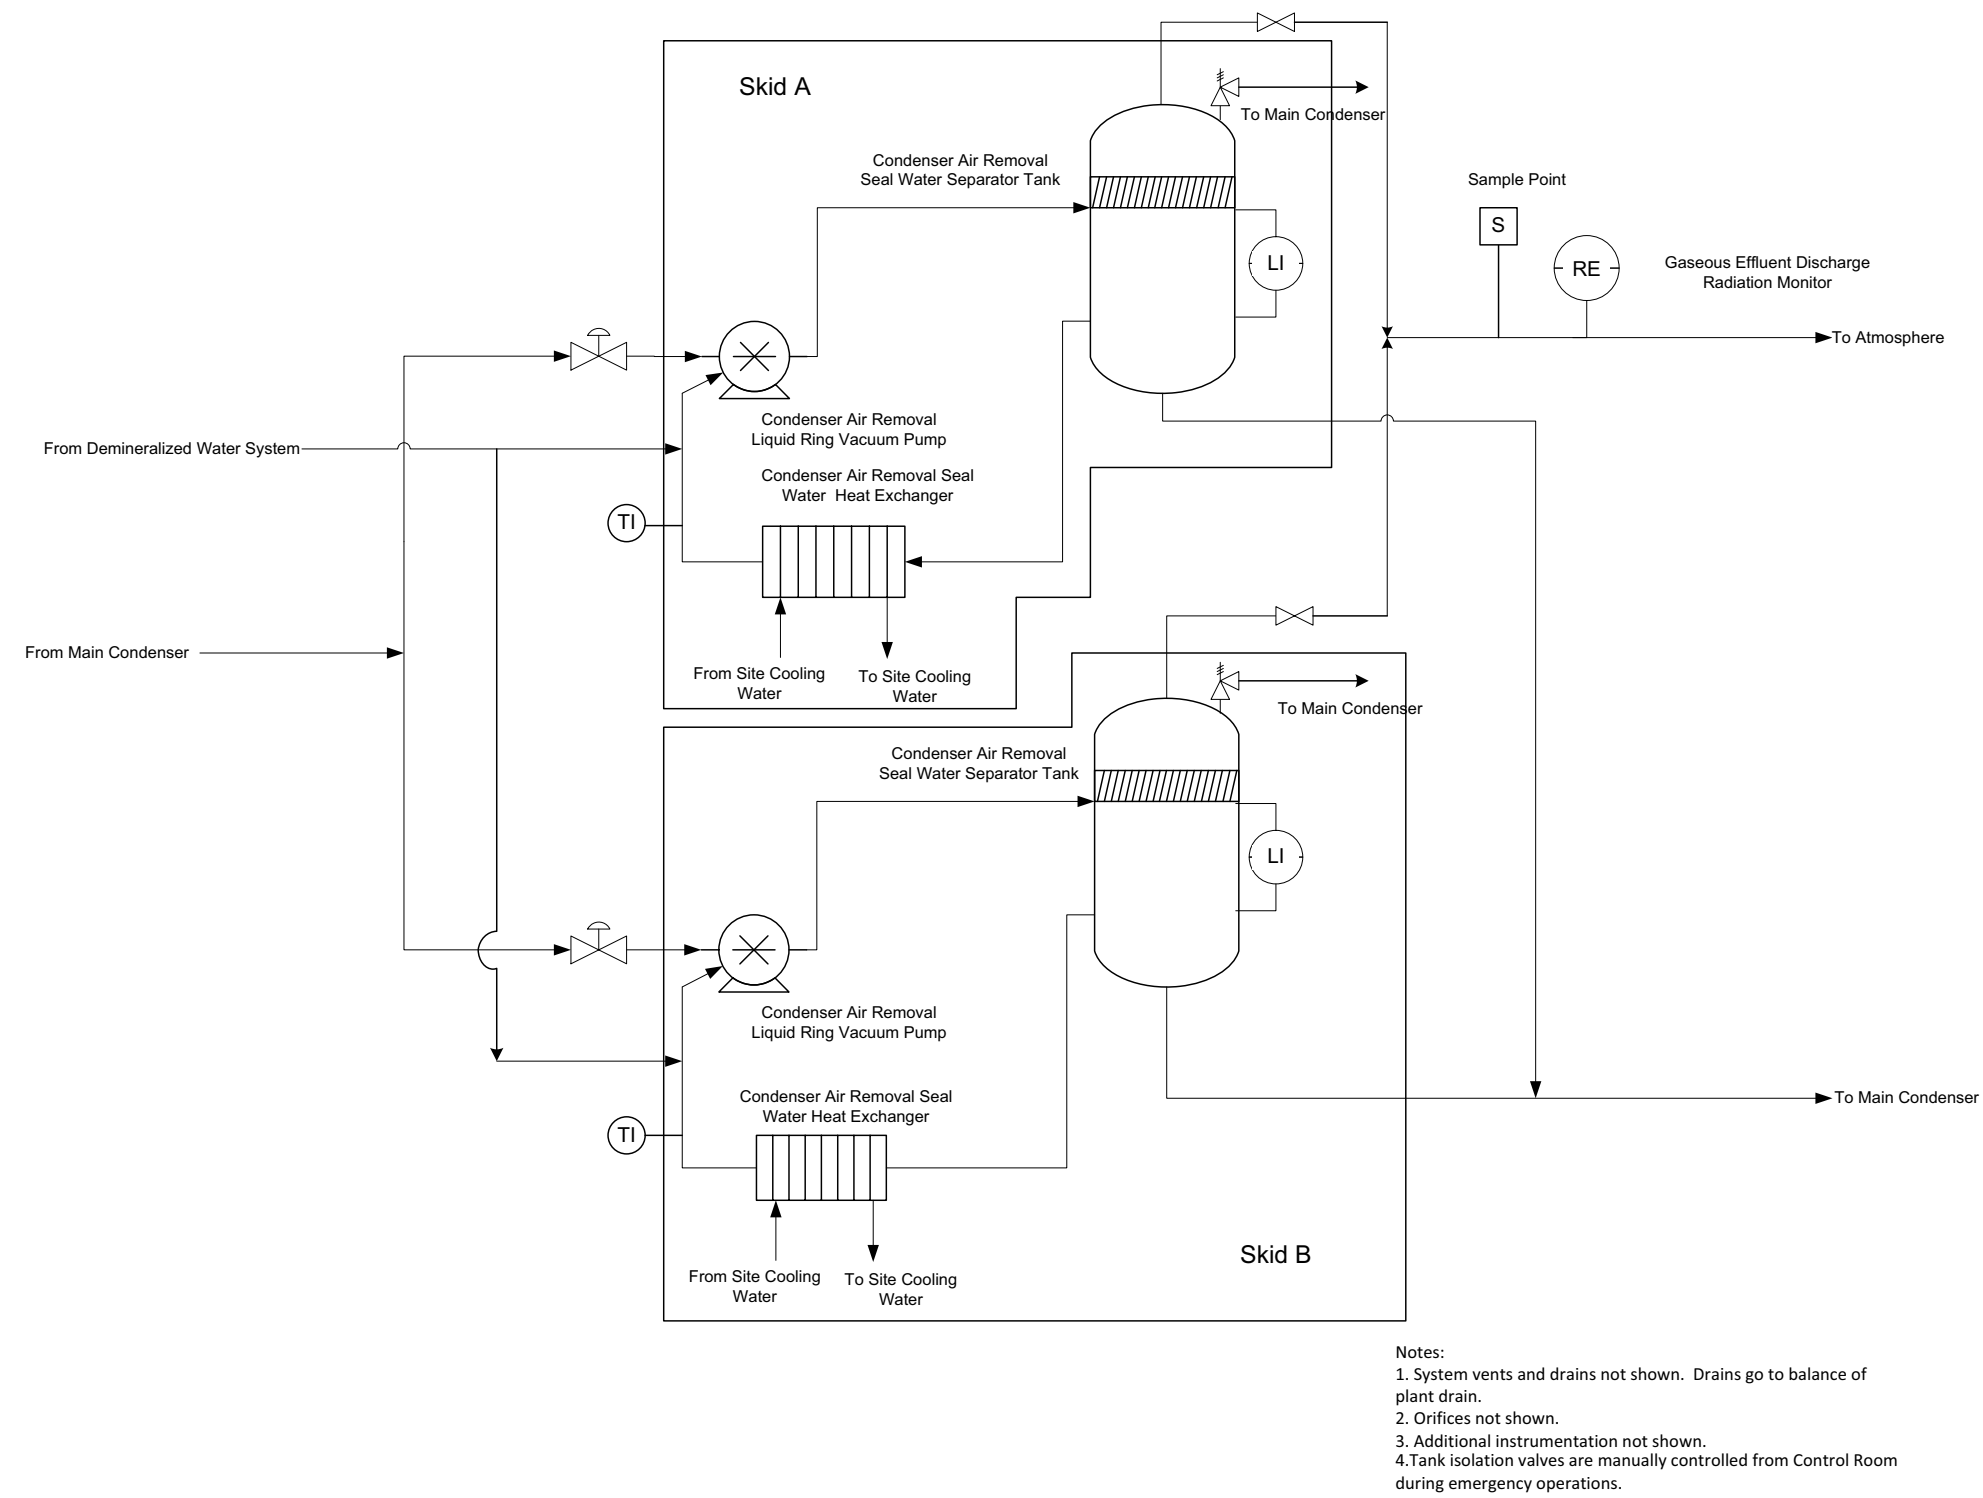 Skid A
To Main Condenser
Condenser Air Removal
Seal Water Separator Tank
Sample Point
S
LI
RE
Gaseous Effluent Discharge
Radiation Monitor
To Atmosphere
Condenser Air Removal
Liquid Ring Vacuum Pump
From Demineralized Water System
Condenser Air Removal Seal
Water  Heat Exchanger
TI
From Main Condenser
From Site Cooling
Water
To Site Cooling
Water
To Main Condenser
Condenser Air Removal
Seal Water Separator Tank
LI
Condenser Air Removal
Liquid Ring Vacuum Pump
Condenser Air Removal Seal
Water Heat Exchanger
To Main Condenser
TI
Skid B
From Site Cooling
Water
To Site Cooling
Water
Notes:
1. System vents and drains not shown.  Drains go to balance of
plant drain.
2. Orifices not shown.
3. Additional instrumentation not shown.
4.Tank isolation valves are manually controlled from Control Room
during emergency operations.